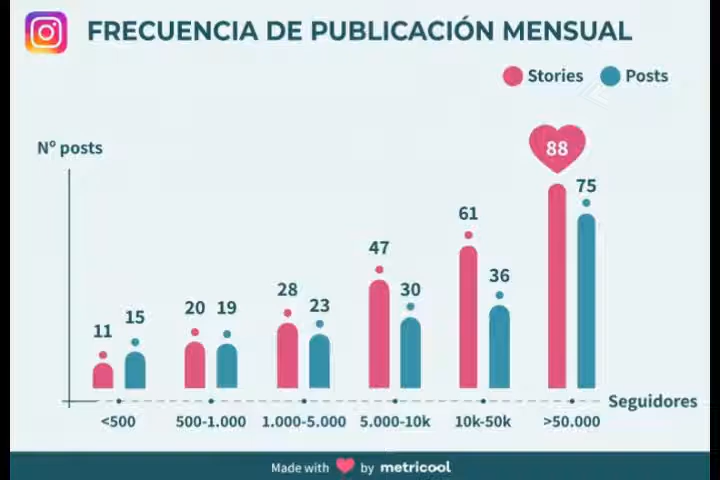 FRECUENCIA DE PUBLICACIÓN MENSUAL
Stories Posts
Nº posts
88
75
61
47
36
28 30
20 19 23
11 15
Seguidores
<500 500-1.000 1.000-5.000 5.000-10k 10k-50k >50.000
Made with by metricool